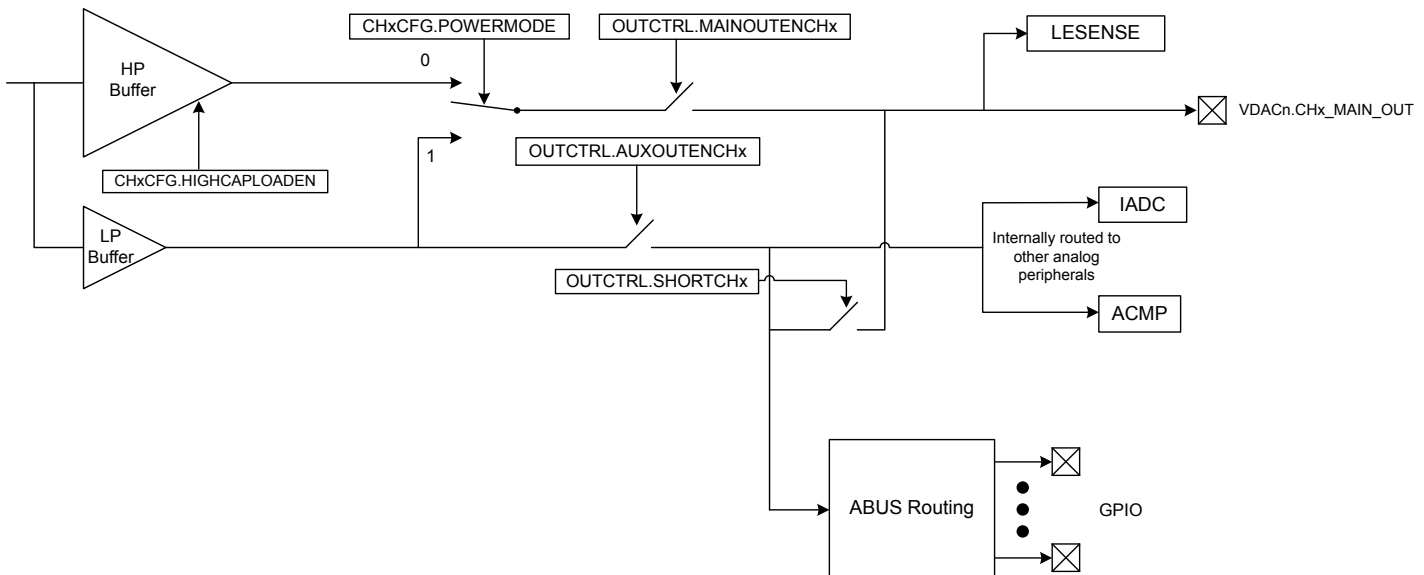 CHxCFG.POWERMODE
OUTCTRL.MAINOUTENCHx
LESENSE
HP
Buffer
0
VDACn.CHx_MAIN_OUT
1
OUTCTRL.AUXOUTENCHx
CHxCFG.HIGHCAPLOADEN
IADC
LP
Buffer
Internally routed to
other analog
peripherals
OUTCTRL.SHORTCHx
ACMP
ABUS Routing
GPIO